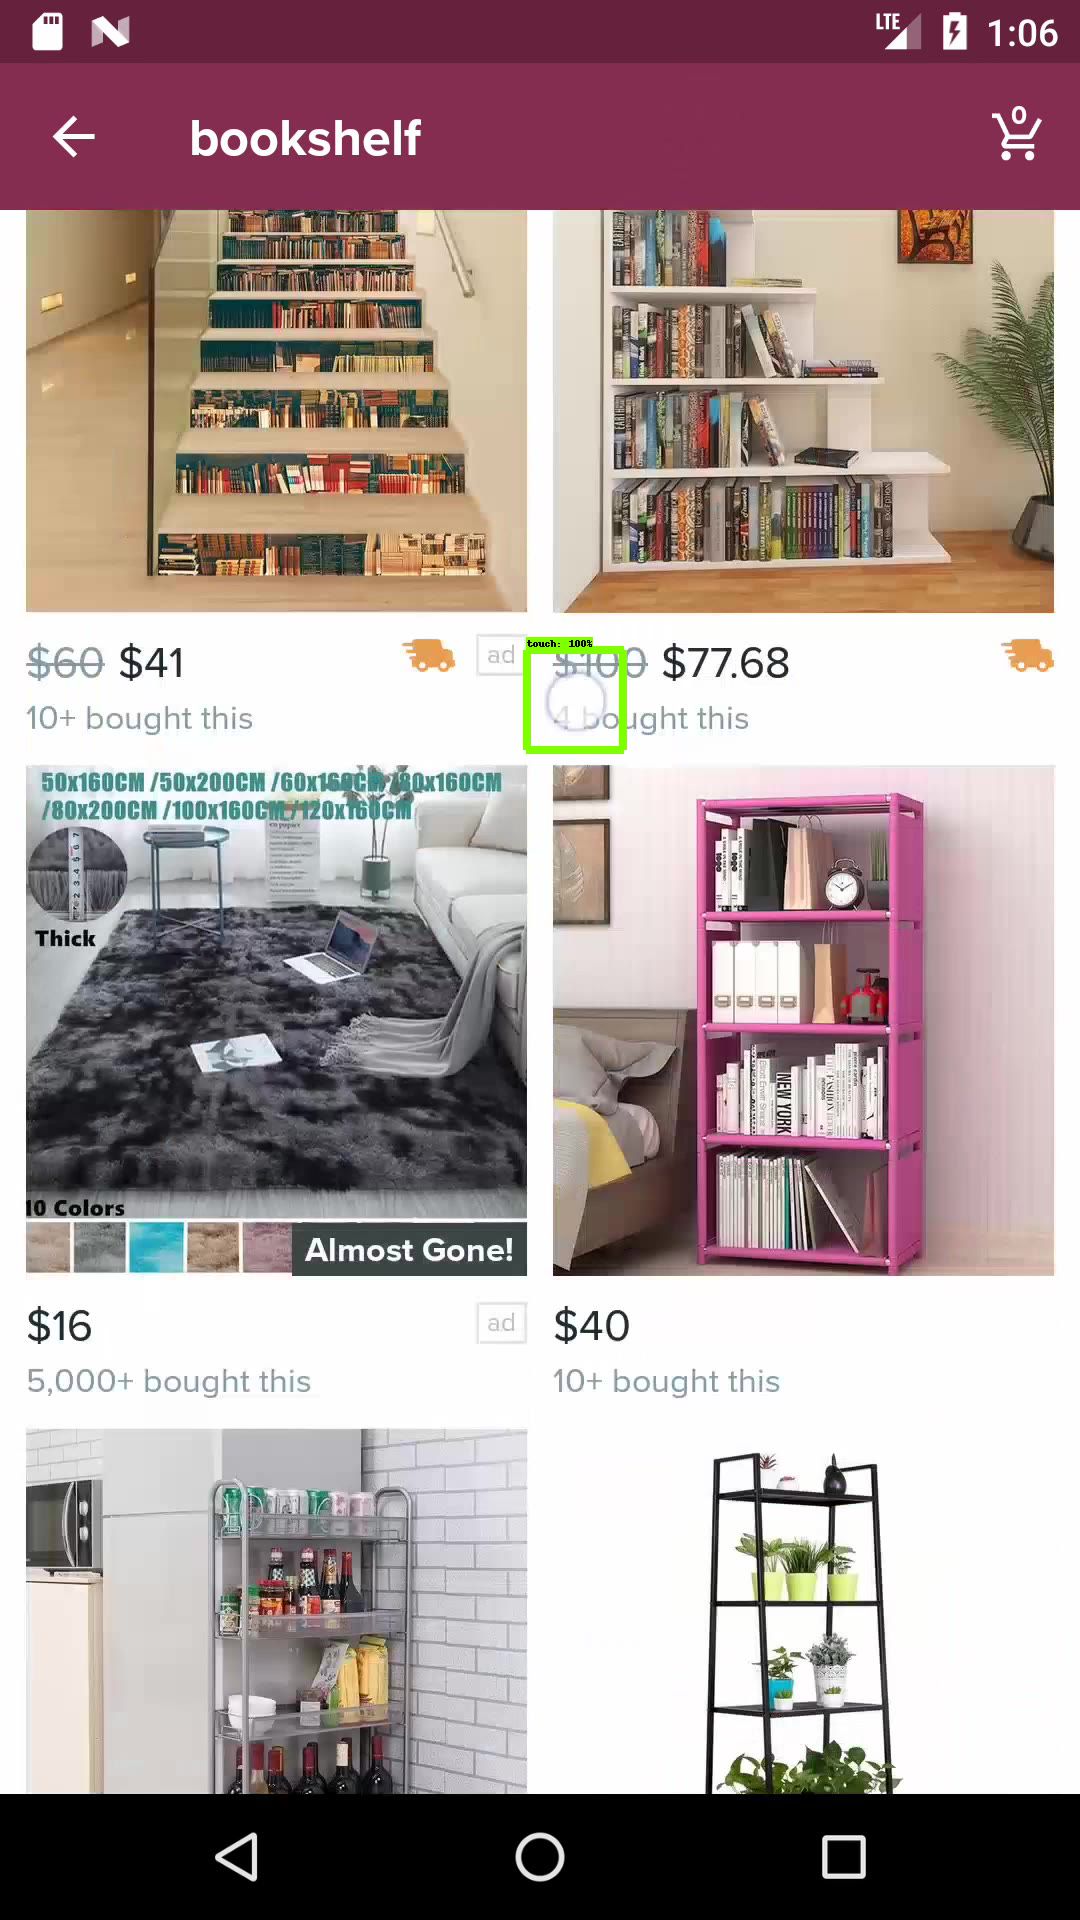 LTE 1:06
bookshelf
0
touch: 100%
$60 $41
ad
$100 $77.68
10+ bought this
4 bought this
50x160CM /50x200CM /60x160CM /80x160CM
/80x200CM /100x160CM /120x160CM
Thick
10 Colors
Almost Gone!
NEW YORK
$16
ad
$40
5,000+ bought this
10+ bought this